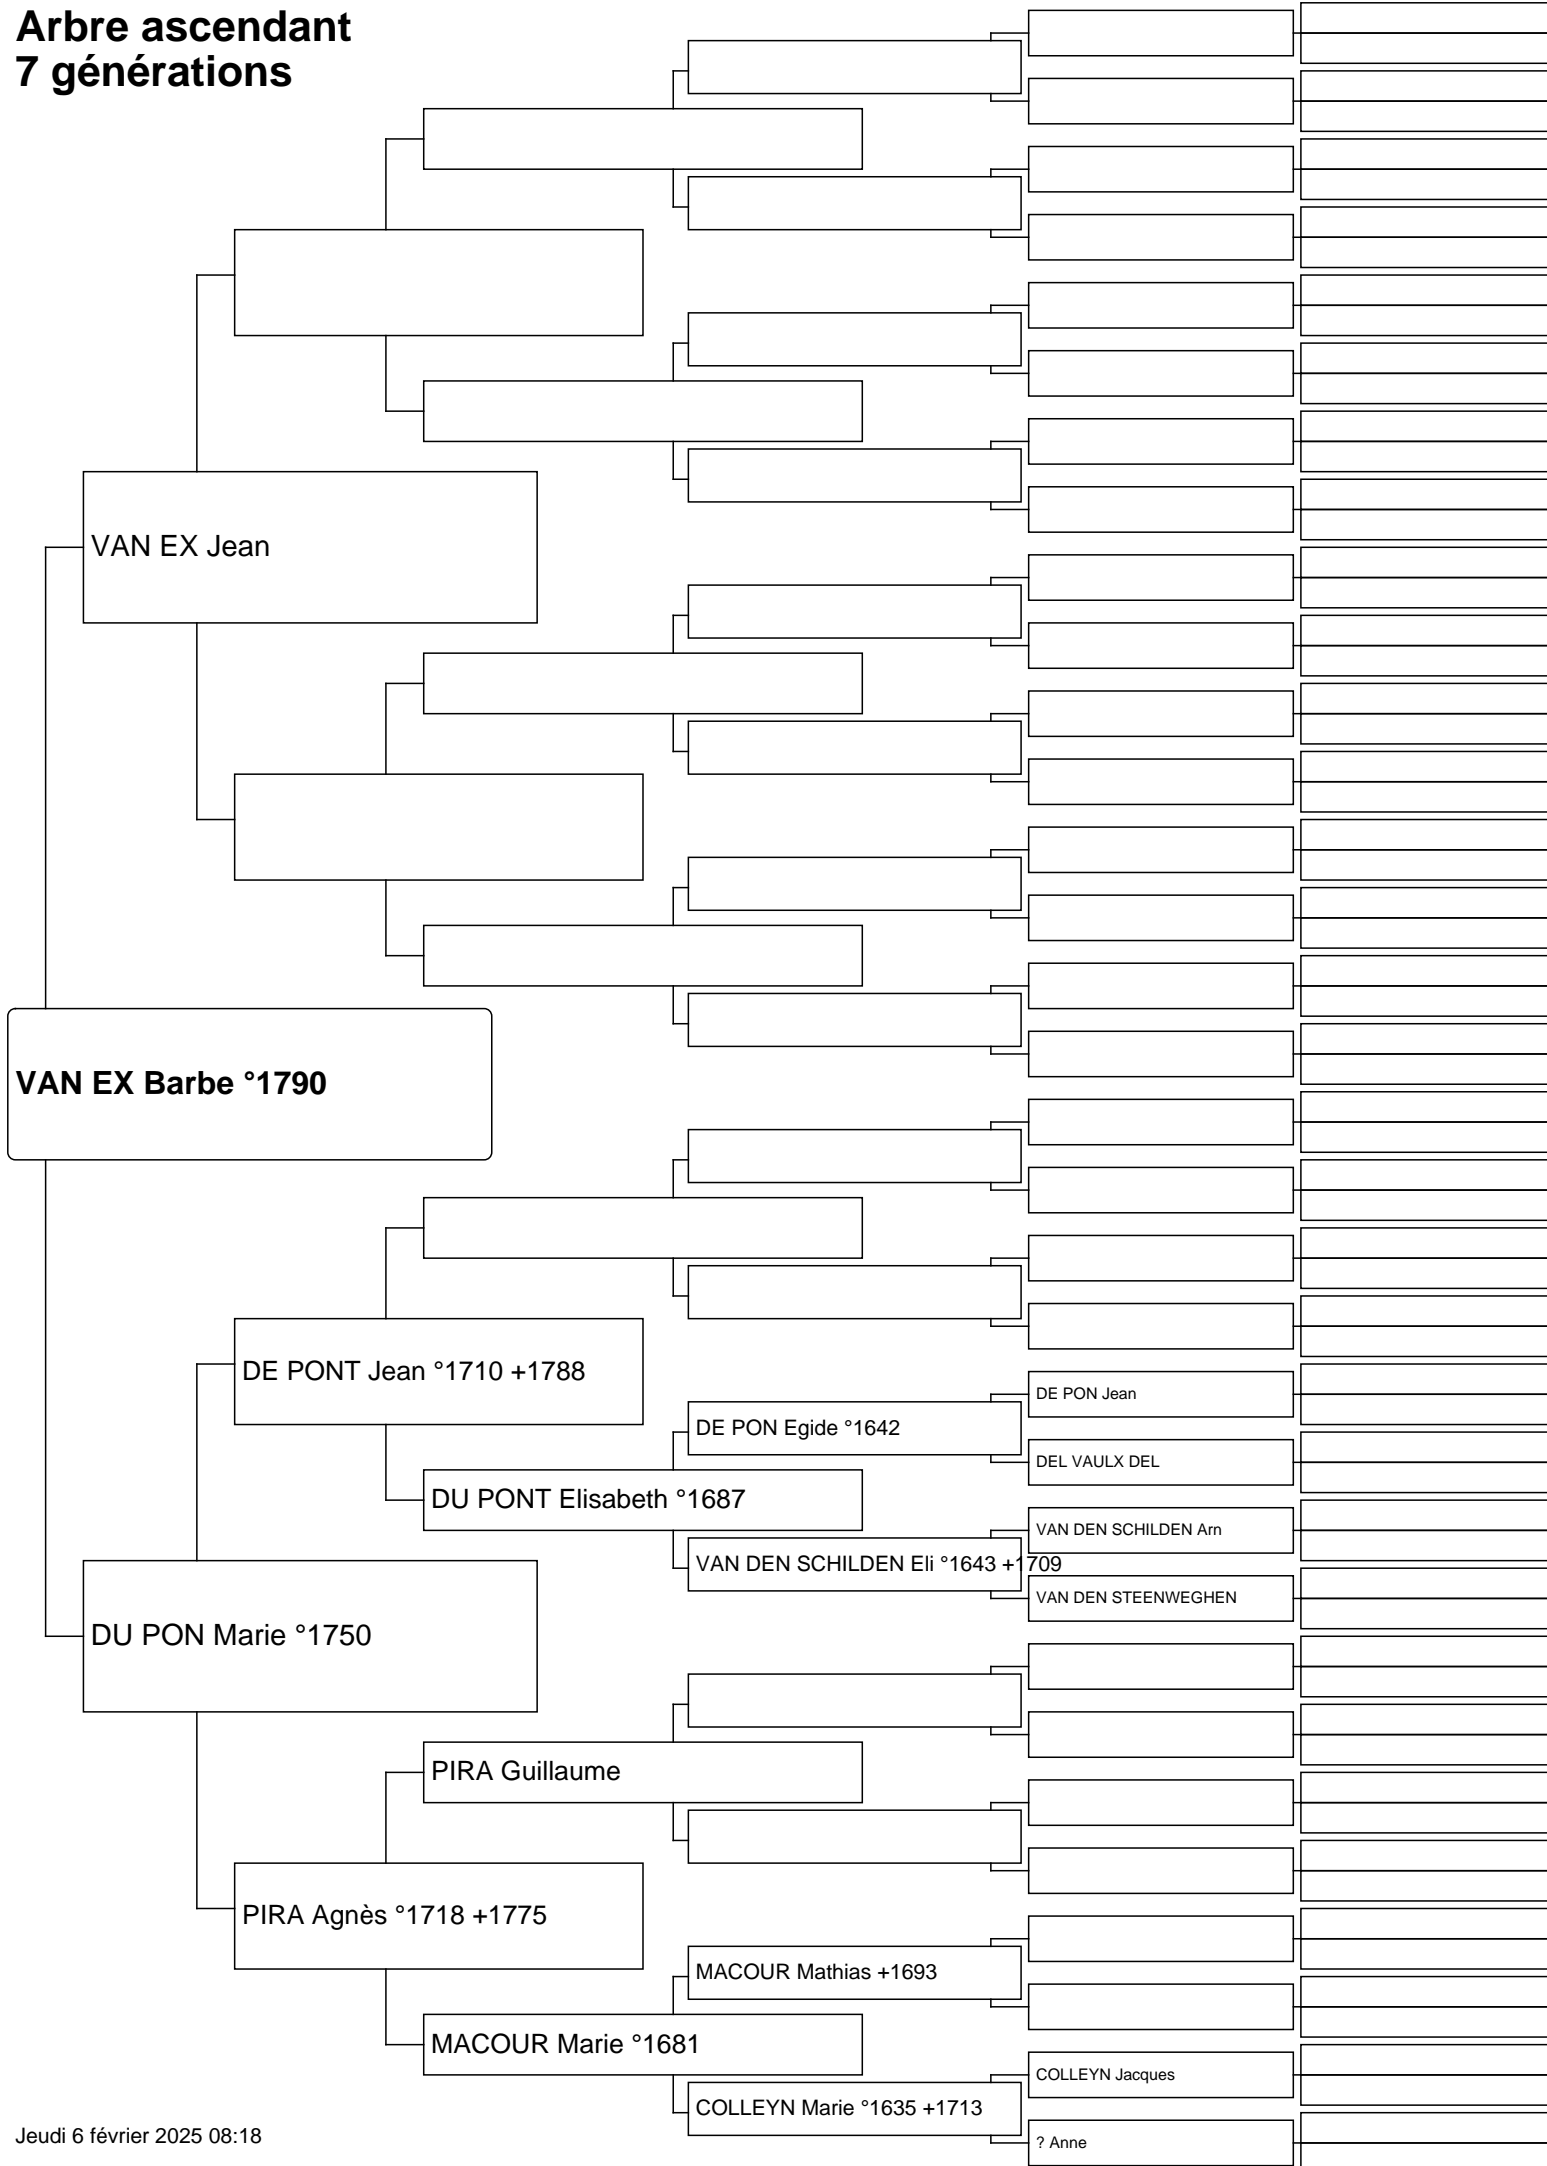 Arbre ascendant
7 générations
VAN EX Jean
VAN EX Barbe °1790
DE PONT Jean °1710 +1788
DE PON Jean
DE PON Egide °1642
DEL VAULX DEL
DU PONT Elisabeth °1687
VAN DEN SCHILDEN Arn
VAN DEN SCHILDEN Eli °1643 +1709
VAN DEN STEENWEGHEN
DU PON Marie °1750
PIRA Guillaume
PIRA Agnès °1718 +1775
MACOUR Mathias +1693
MACOUR Marie °1681
COLLEYN Jacques
COLLEYN Marie °1635 +1713
? Anne
Jeudi 6 février 2025 08:18